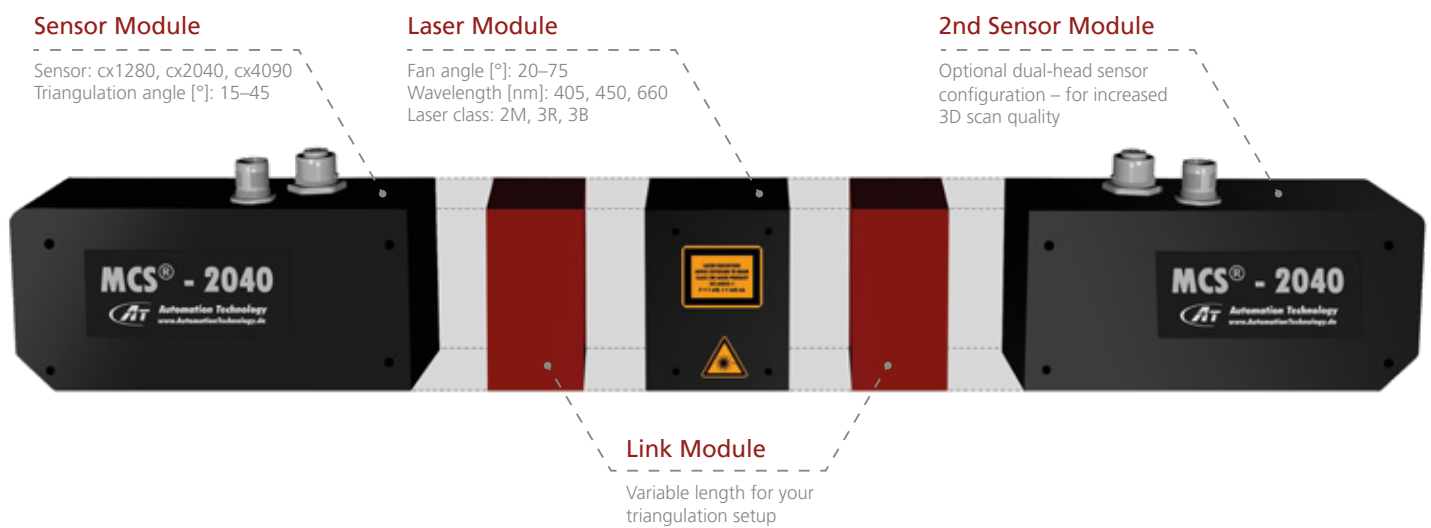 Sensor Module
Sensor: cx1280, cx2040, cx4090
Triangulation angle [°]: 15–45
Laser Module
Fan angle [°]: 20–75
Wavelength [nm]: 405, 450, 660
Laser class: 2M, 3R, 3B
2nd Sensor Module
Optional dual-head sensor
configuration – for increased
3D scan quality
MCS® - 2040
AT Automation Technology
www.AutomationTechnology.de
MCS® - 2040
AT Automation Technology
www.AutomationTechnology.de
Link Module
Variable length for your
triangulation setup